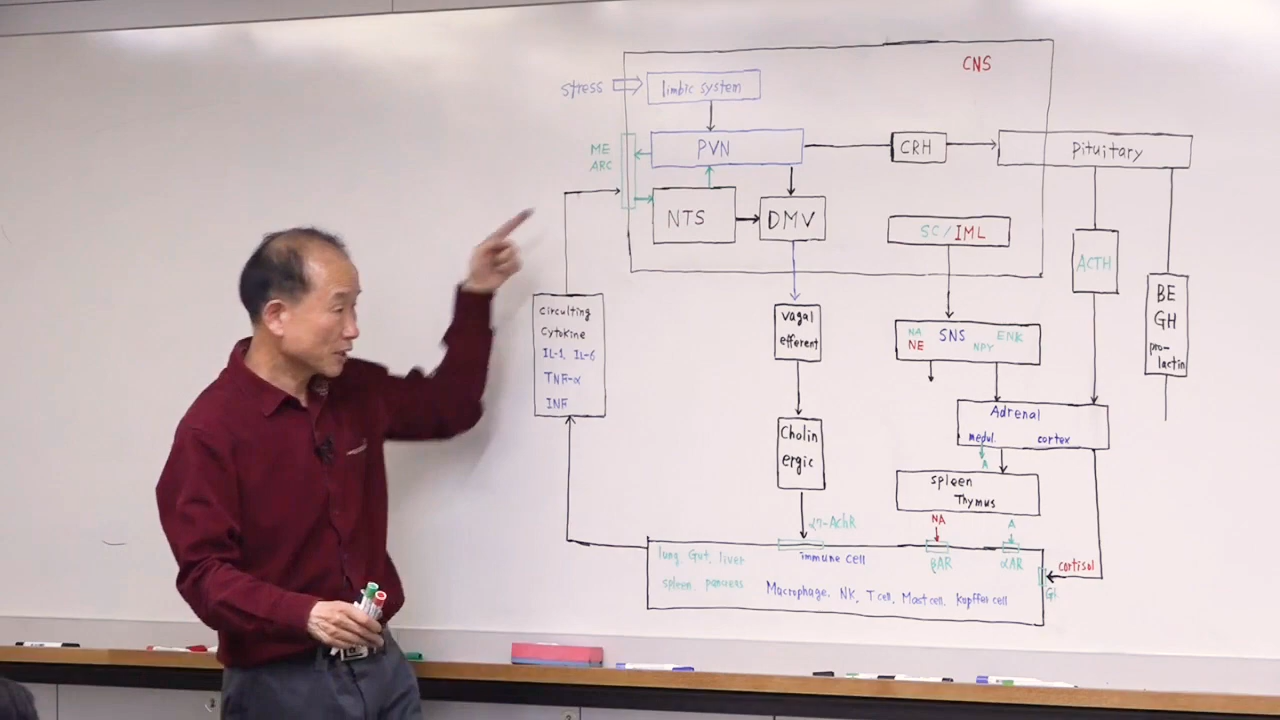 CNS
stress
limbic system
ME
ARC
PVN
CRH
Pituitary
NTS
DMV
SC/IML
ACTH
BE
GH
pro-
lactin
circulting
Cytokine
IL-1, IL-6
TNF-α
INF
vagal
efferent
NA
NE
SNS
NPY
ENK
Cholin
ergic
Adrenal
medul.
cortex
A
spleen
Thymus
α7-AchR
NA
A
lung, Gut, liver
spleen, pancreas
immune cell
βAR
αAR
cortisol
Macrophage, NK, T cell, Mast cell, Kupffer cell